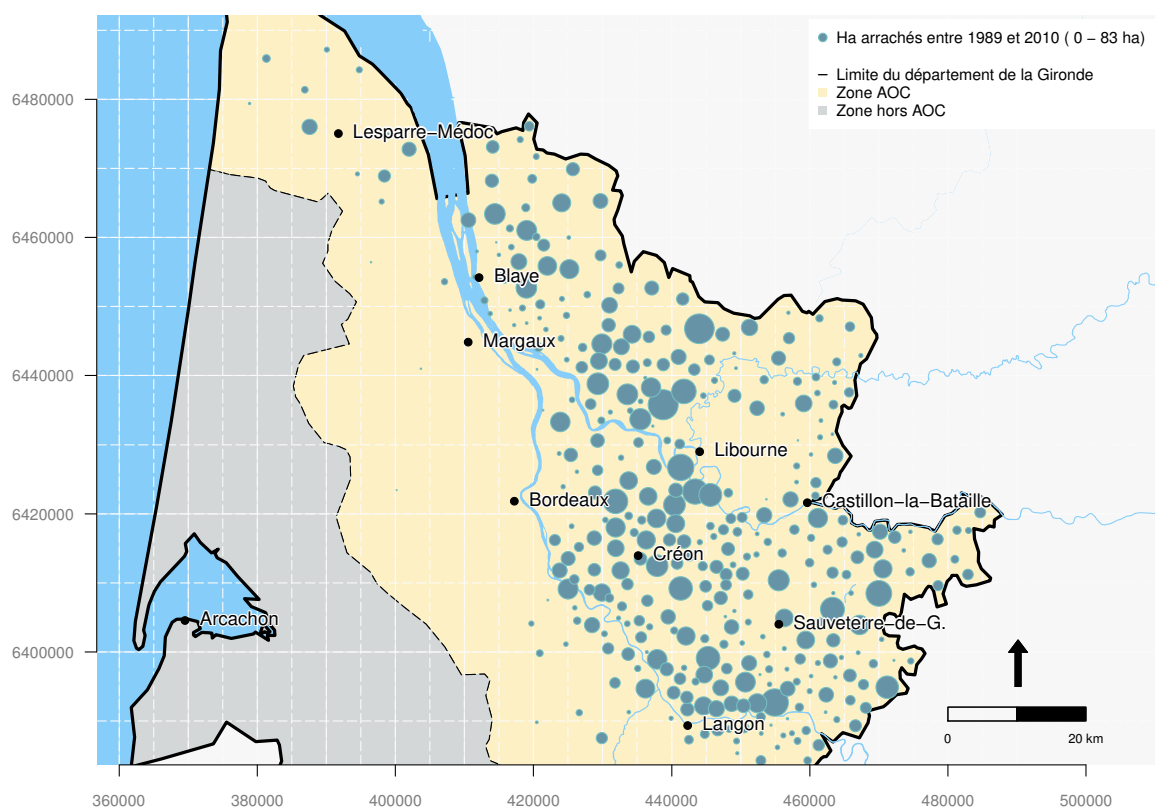 Ha arrachés entre 1989 et 2010 ( 0 − 83 ha)
Limite du département de la Gironde
Zone AOC
Zone hors AOC
6480000
Lesparre−Médoc
6460000
Blaye
Margaux
6440000
Libourne
Bordeaux
Castillon−la−Bataille
6420000
Créon
Arcachon
Sauveterre−de−G.
6400000
Langon
0
20 km
360000
380000
400000
420000
440000
460000
480000
500000